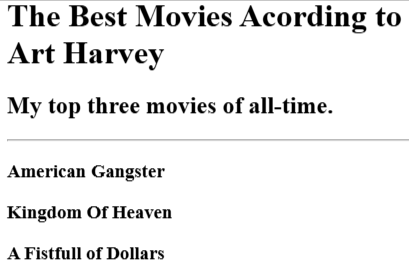 The Best Movies Acording to
Art Harvey
My top three movies of all-time.
American Gangster
Kingdom Of Heaven
A Fistfull of Dollars